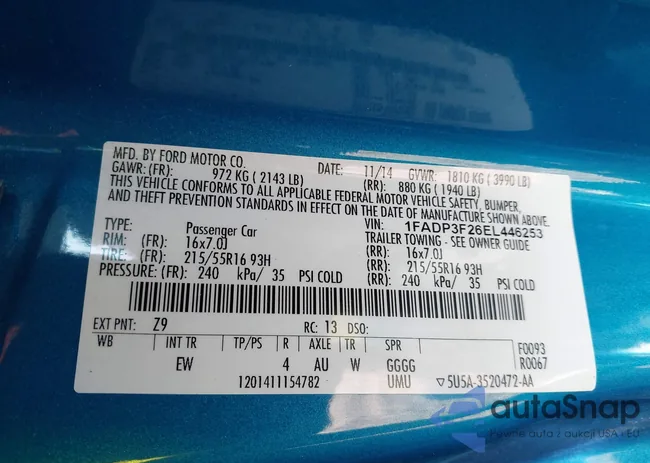 MFD. BY FORD MOTOR CO.
DATE: 11/14 GVWR: 1810 KG ( 3990 LB)
GAWR: (FR): 972 KG ( 2143 LB) (RR): 880 KG ( 1940 LB)
THIS VEHICLE CONFORMS TO ALL APPLICABLE FEDERAL MOTOR VEHICLE SAFETY, BUMPER,
AND THEFT PREVENTION STANDARDS IN EFFECT ON THE DATE OF MANUFACTURE SHOWN ABOVE.
VIN: 1FADP3F26EL446253
TYPE: Passenger Car TRAILER TOWING - SEE OWNER GUIDE
RIM: (FR): 16x7.0J (RR): 16x7.0J
TIRE: (FR): 215/55R16 93H (RR): 215/55R16 93H
PRESSURE: (FR): 240 kPa/ 35 PSI COLD (RR): 240 kPa/ 35 PSI COLD
EXT PNT: Z9 RC: 13 DSO:
WB INT TR TP/PS R AXLE TR SPR F0093
EW 4 AU W GGGG R0067
1201411154782 UMU ▽5U5A-3520472-AA
autaSnap
Pewne auta z aukcji USA i EU